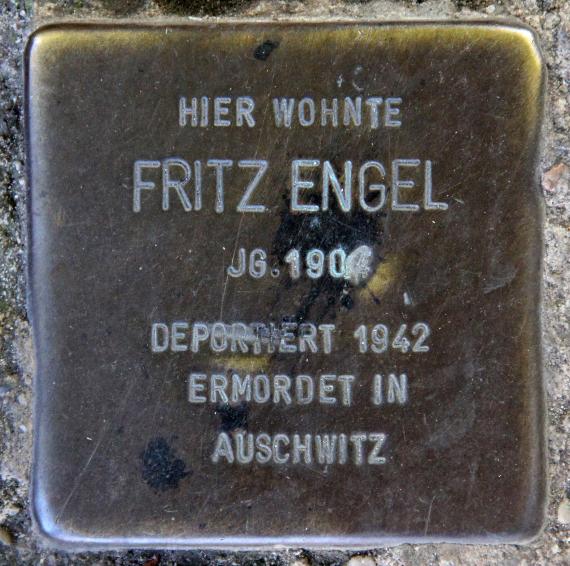 HIER WOHNTE
FRITZ ENGEL
JG. 1904
DEPORTIERT 1942
ERMORDET IN
AUSCHWITZ